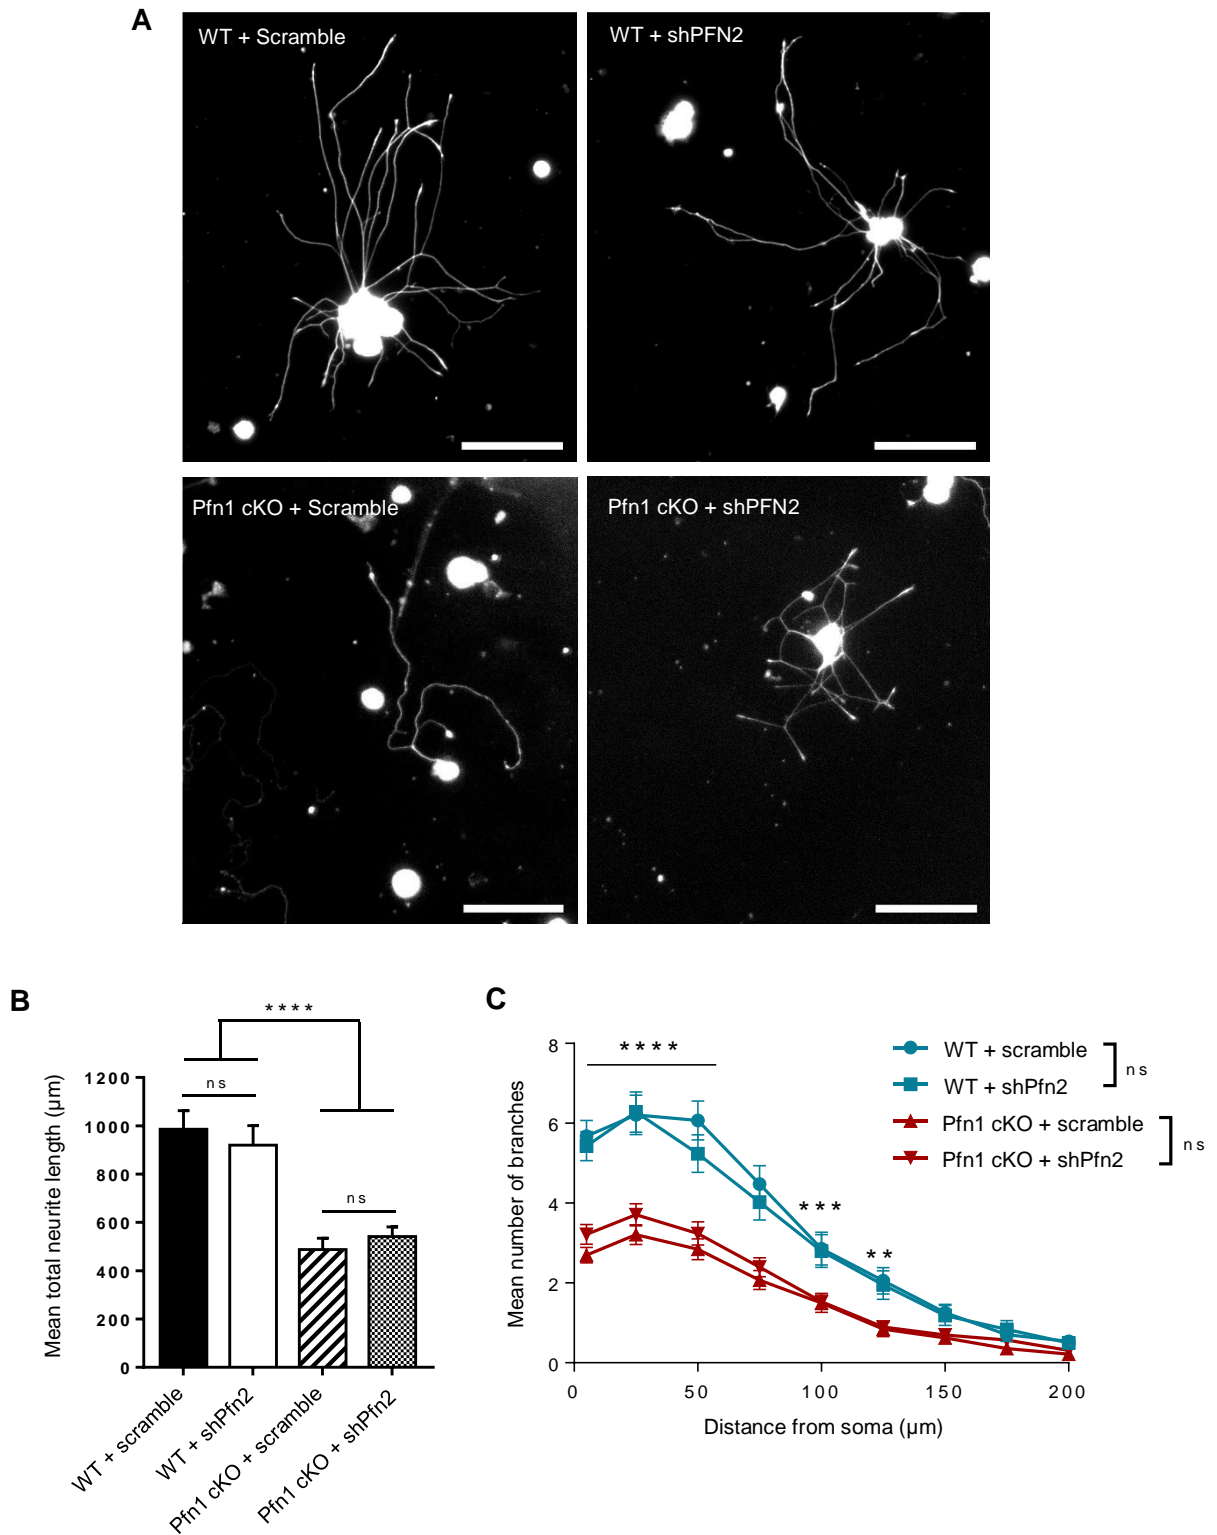 A
WT + Scramble
WT + shPFN2
Pfn1 cKO + Scramble
Pfn1 cKO + shPFN2
B
****
ns
ns
Mean total neurite length (µm)
1200
1000
800
600
400
200
0
WT + scramble
WT + shPfn2
Pfn1 cKO + scramble
Pfn1 cKO + shPfn2
C
****
***
**
WT + scramble
WT + shPfn2
ns
Pfn1 cKO + scramble
Pfn1 cKO + shPfn2
ns
Mean number of branches
8
6
4
2
0
0 50 100 150 200
Distance from soma (µm)